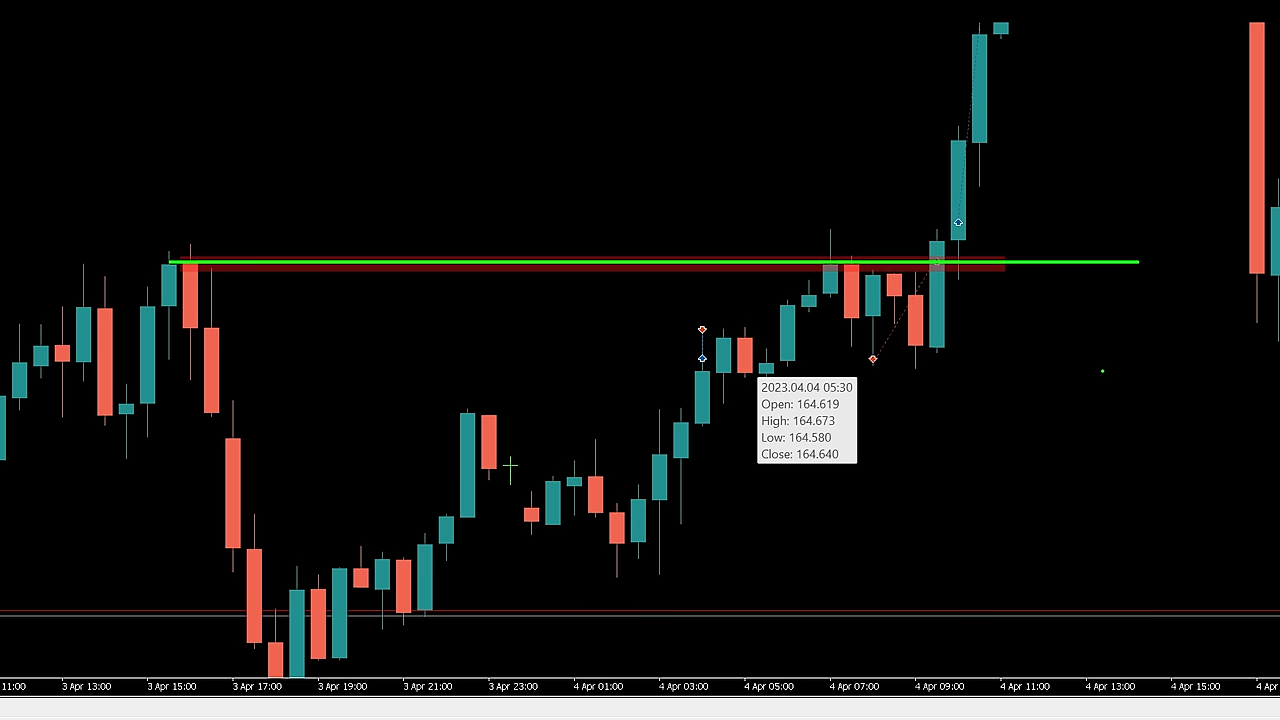 2023.04.04 05:30
Open: 164.619
High: 164.673
Low: 164.580
Close: 164.640
11:00 3 Apr 13:00 3 Apr 15:00 3 Apr 17:00 3 Apr 19:00 3 Apr 21:00 3 Apr 23:00 4 Apr 01:00 4 Apr 03:00 4 Apr 05:00 4 Apr 07:00 4 Apr 09:00 4 Apr 11:00 4 Apr 13:00 4 Apr 15:00 4 Ap